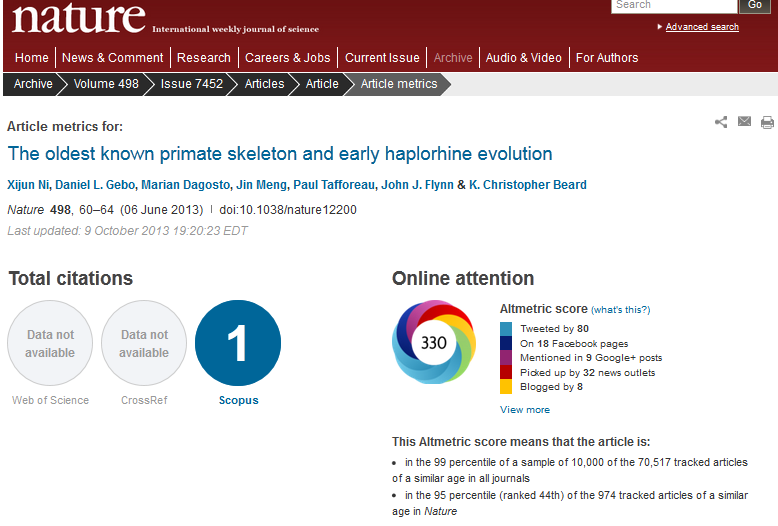 nature International weekly journal of science
Search Go
Advanced search
Home News & Comment Research Careers & Jobs Current Issue Archive Audio & Video For Authors
Archive Volume 498 Issue 7452 Articles Article Article metrics
Article metrics for:
The oldest known primate skeleton and early haplorhine evolution
Xijun Ni, Daniel L. Gebo, Marian Dagosto, Jin Meng, Paul Tafforeau, John J. Flynn & K. Christopher Beard
Nature 498, 60–64 (06 June 2013) | doi:10.1038/nature12200
Last updated: 9 October 2013 19:20:23 EDT
Total citations
Data not
available
Web of Science
Data not
available
CrossRef
1
Scopus
Online attention
330
Altmetric score (what's this?)
Tweeted by 80
On 18 Facebook pages
Mentioned in 9 Google+ posts
Picked up by 32 news outlets
Blogged by 8
View more
This Altmetric score means that the article is:
• in the 99 percentile of a sample of 10,000 of the 70,517 tracked articles
of a similar age in all journals
• in the 95 percentile (ranked 44th) of the 974 tracked articles of a similar
age in Nature